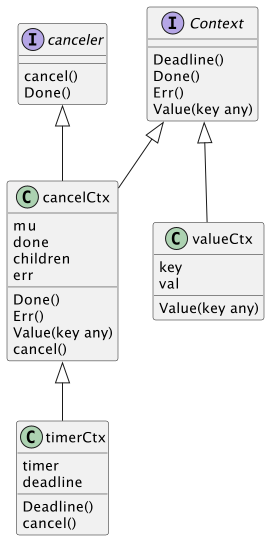 I canceler
cancel()
Done()
I Context
Deadline()
Done()
Err()
Value(key any)
C cancelCtx
mu
done
children
err
Done()
Err()
Value(key any)
cancel()
C valueCtx
key
val
Value(key any)
C timerCtx
timer
deadline
Deadline()
cancel()